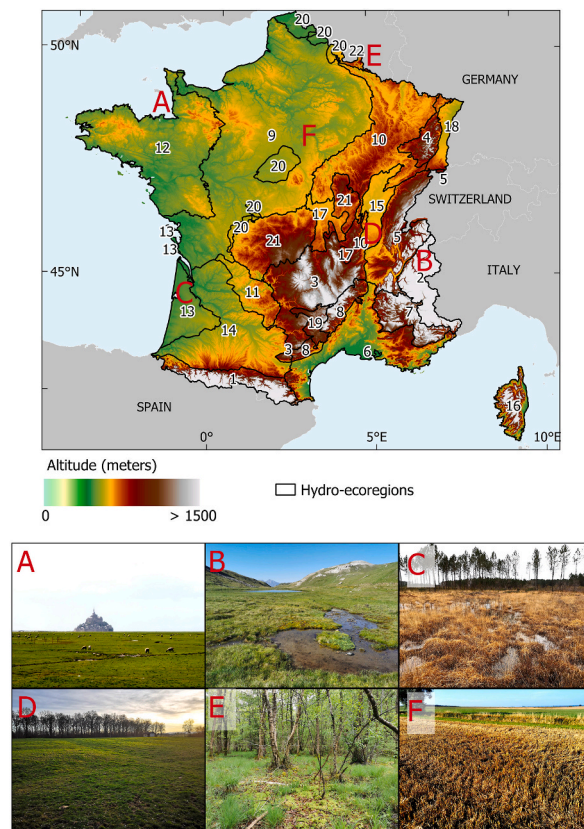 20
20
50°N
20
22
E
GERMANY
A
18
4
9
F
10
12
20
5
21
SWITZERLAND
20
17
15
13
20
D
5
21
10
B
13
17
2
3
C
11
8
7
13
19
14
3
8
6
1
16
SPAIN
ITALY
45°N
0°
5°E
10°E
Altitude (meters)
Hydro-ecoregions
0
> 1500
A
B
C
D
E
F